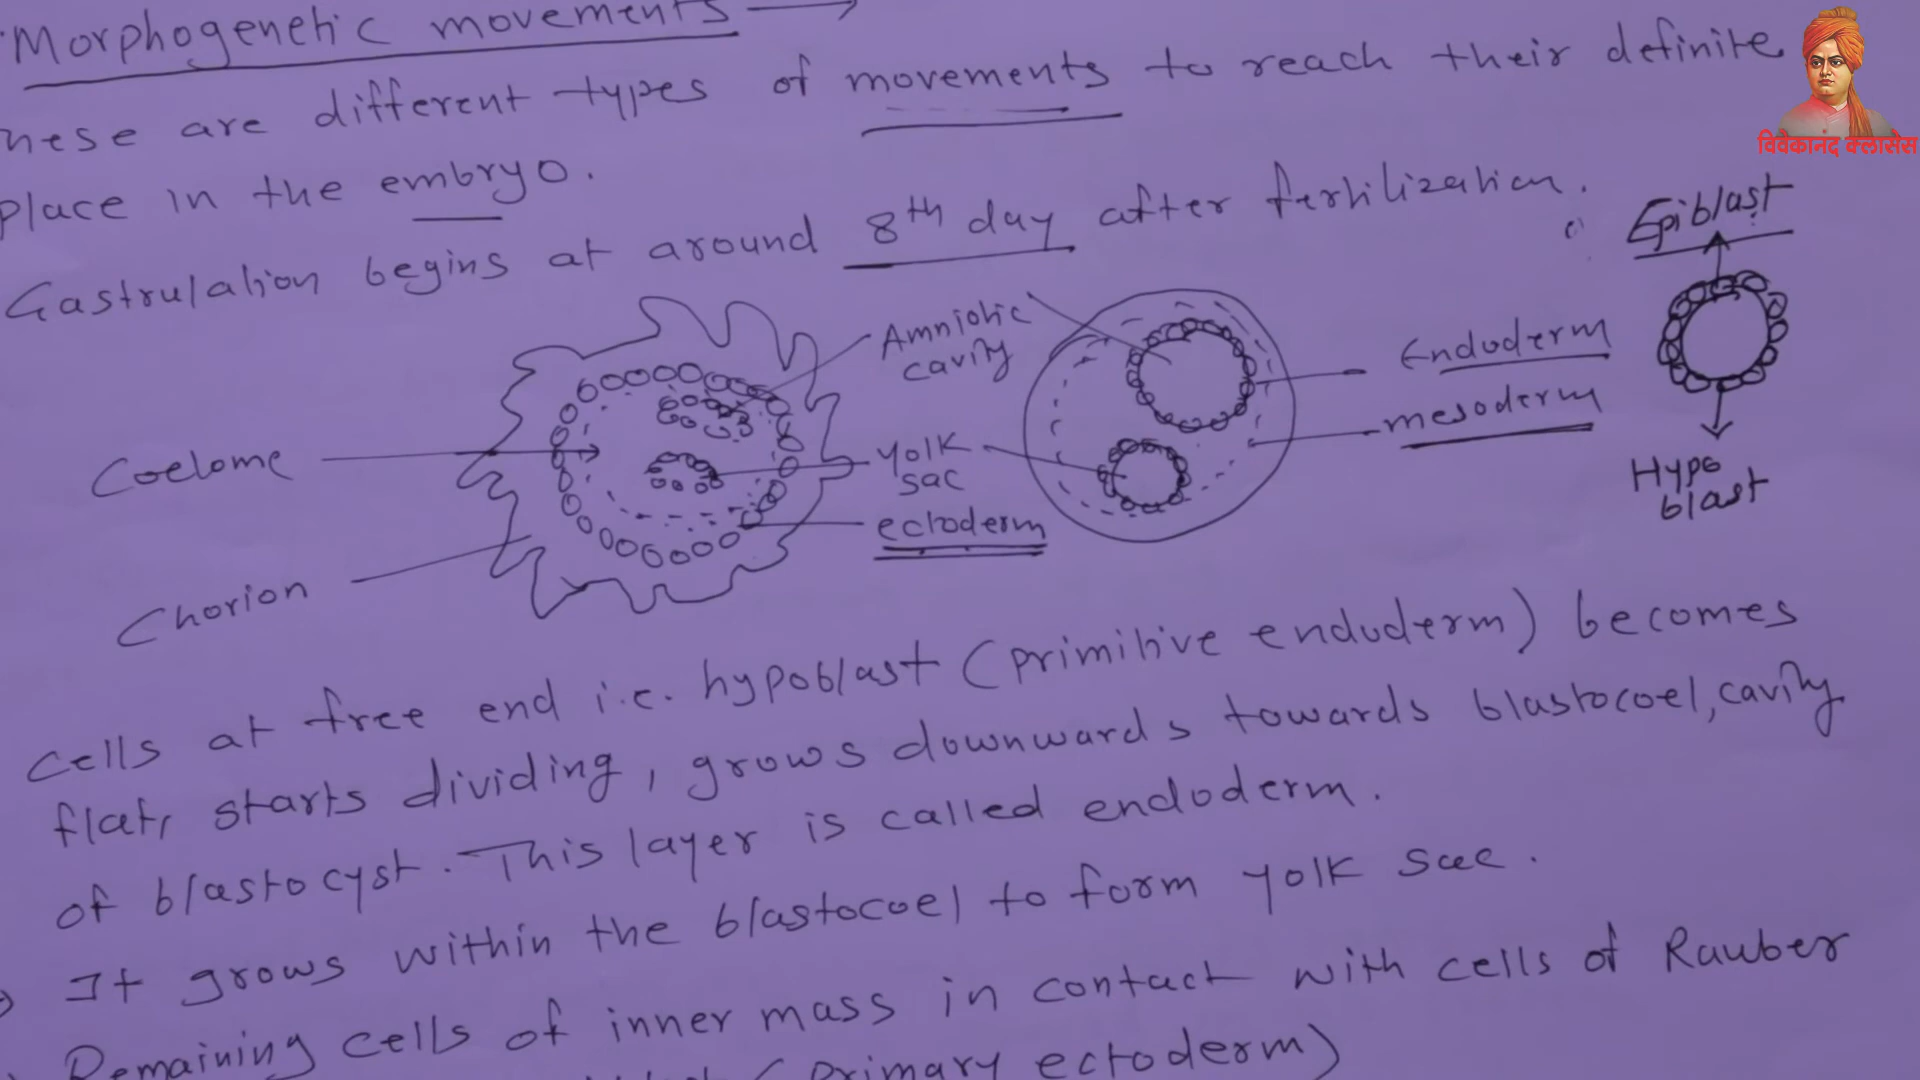 Morphogenetic movements →
hese are different types of movements to reach their definite
place in the embryo.
Gastrulation begins at around 8th day after fertilization.
विवेकानंद क्लासेस
Epiblast
Amniotic
cavity
Endoderm
mesoderm
Hypo
blast
Coelome
yolk
sac
ectoderm
Chorion
Cells at free end i.e. hypoblast (primitive endoderm) becomes
flat, starts dividing, grows downwards towards blastocoel, cavity
of blastocyst. This layer is called endoderm.
It grows within the blastocoel to form yolk sac.
Remaining cells of inner mass in contact with cells of Rauber
(primary ectoderm)